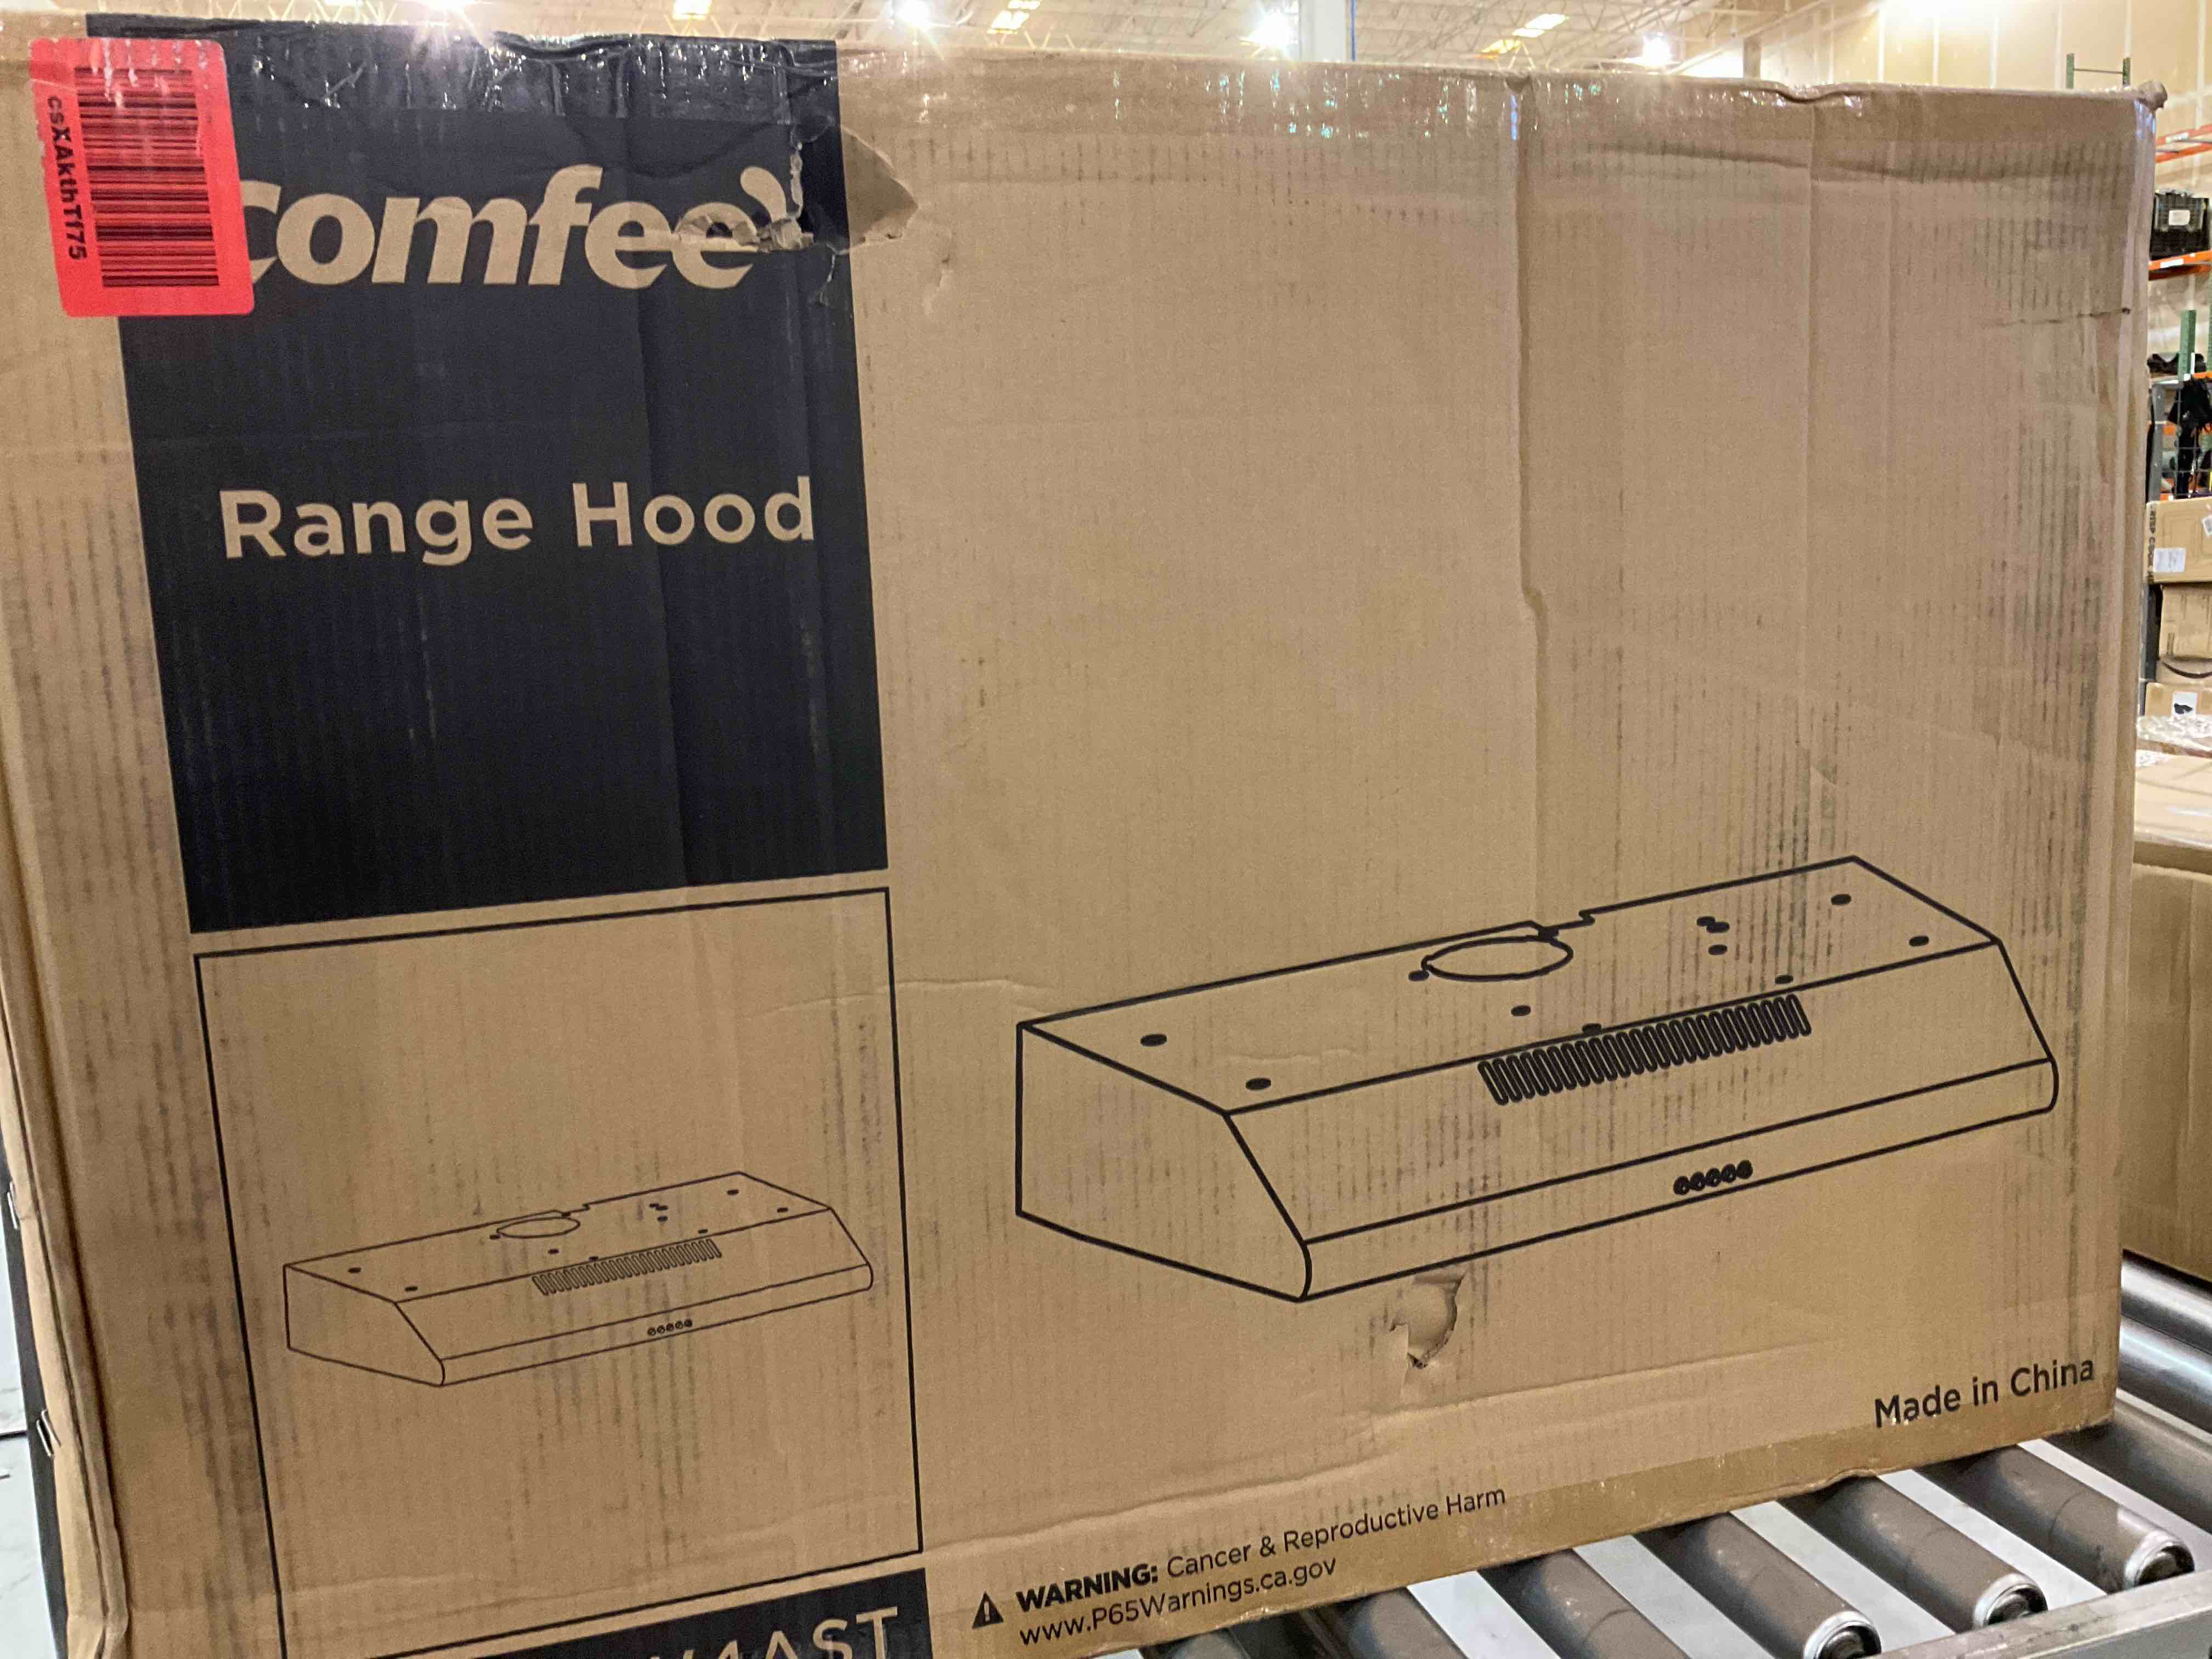 csXAkthTf75
comfee'
Range Hood
Made in China
WARNING: Cancer & Reproductive Harm
www.P65Warnings.ca.gov